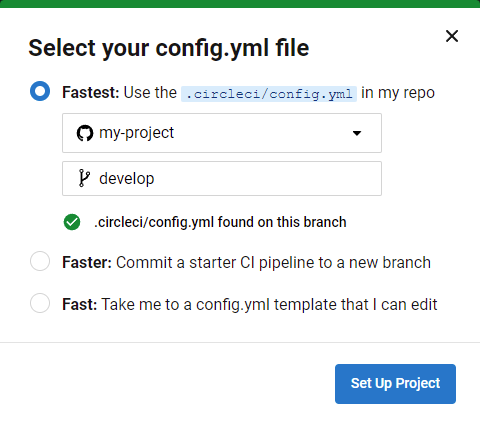 Select your config.yml file
Fastest: Use the .circleci/config.yml in my repo
my-project
develop
.circleci/config.yml found on this branch
Faster: Commit a starter CI pipeline to a new branch
Fast: Take me to a config.yml template that I can edit
Set Up Project